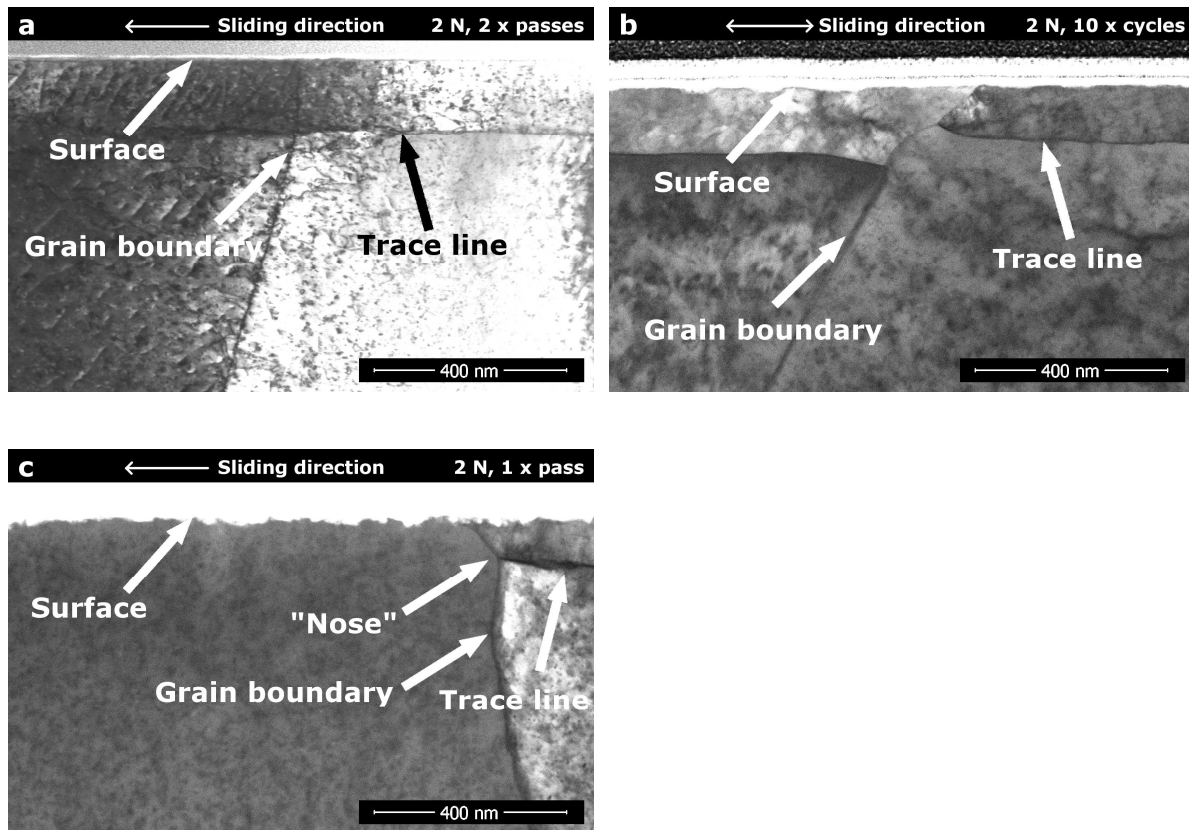 a Sliding direction 2 N, 2 x passes
Surface
Grain boundary
Trace line
400 nm
b Sliding direction 2 N, 10 x cycles
Surface
Trace line
Grain boundary
400 nm
c Sliding direction 2 N, 1 x pass
Surface
"Nose"
Grain boundary
Trace line
400 nm